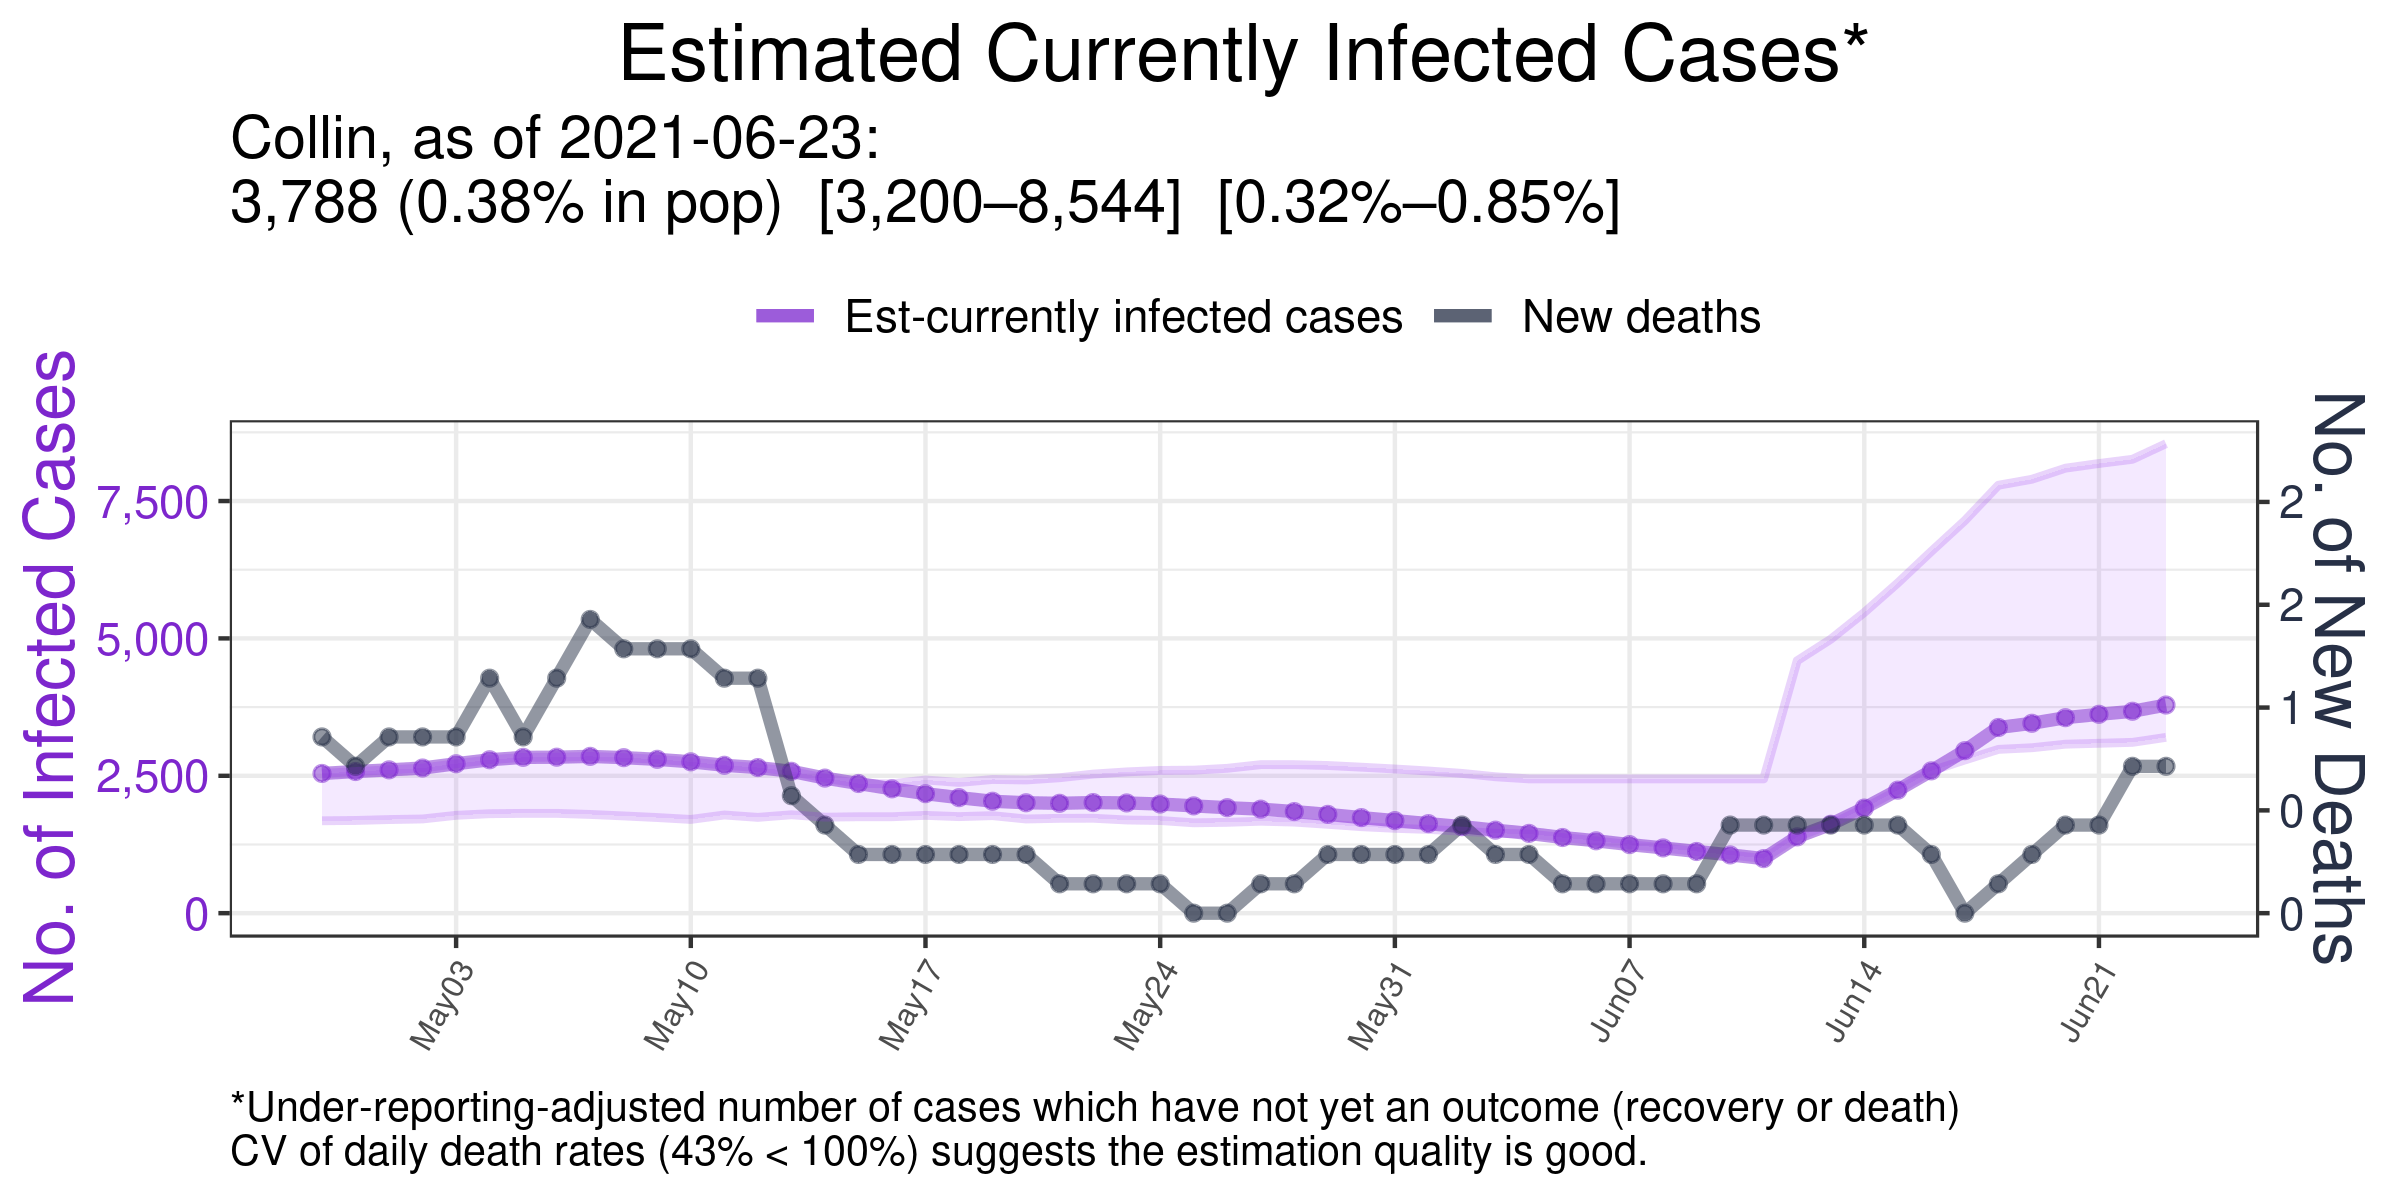 Estimated Currently Infected Cases*
Collin, as of 2021-06-23:
3,788 (0.38% in pop) [3,200–8,544] [0.32%–0.85%]
Est-currently infected cases
New deaths
No. of Infected Cases
7,500
5,000
2,500
0
No. of New Deaths
2
2
1
0
0
May03
May10
May17
May24
May31
Jun07
Jun14
Jun21
*Under-reporting-adjusted number of cases which have not yet an outcome (recovery or death)
CV of daily death rates (43% < 100%) suggests the estimation quality is good.